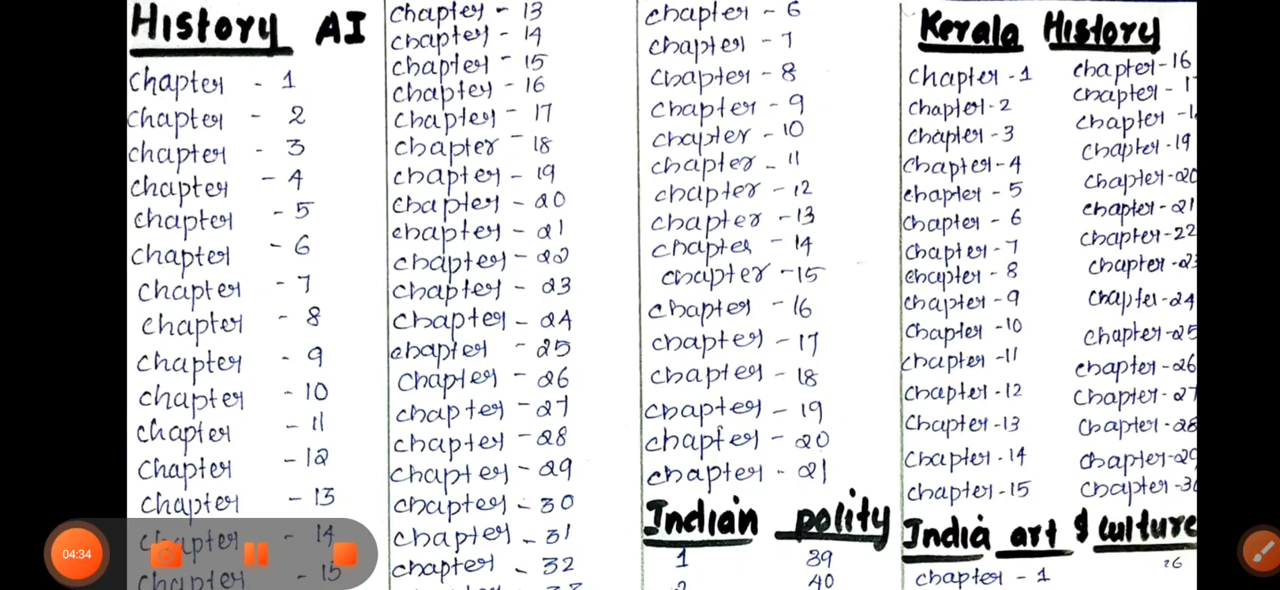 History AI
chapter - 1
chapter - 2
chapter - 3
chapter - 4
chapter - 5
chapter - 6
chapter - 7
chapter - 8
chapter - 9
chapter - 10
chapter - 11
chapter - 12
chapter - 13
chapter - 14
chapter - 15
chapter - 13
chapter - 14
chapter - 15
chapter - 16
chapter - 17
chapter - 18
chapter - 19
chapter - 20
chapter - 21
chapter - 22
chapter - 23
chapter - 24
chapter - 25
chapter - 26
chapter - 27
chapter - 28
chapter - 29
chapter - 30
chapter - 31
chapter - 32
chapter - 6
chapter - 7
chapter - 8
chapter - 9
chapter - 10
chapter - 11
chapter - 12
chapter - 13
chapter - 14
chapter - 15
chapter - 16
chapter - 17
chapter - 18
chapter - 19
chapter - 20
chapter - 21
Indian polity
1 39
2 40
Kerala History
chapter - 1
chapter - 2
chapter - 3
chapter - 4
chapter - 5
chapter - 6
chapter - 7
chapter - 8
chapter - 9
chapter - 10
chapter - 11
chapter - 12
chapter - 13
chapter - 14
chapter - 15
chapter - 16
chapter - 1
chapter - 1
chapter - 19
chapter - 20
chapter - 21
chapter - 22
chapter - 23
chapter - 24
chapter - 25
chapter - 26
chapter - 27
chapter - 28
chapter - 29
chapter - 30
India art & culture
chapter - 1
26
04:34